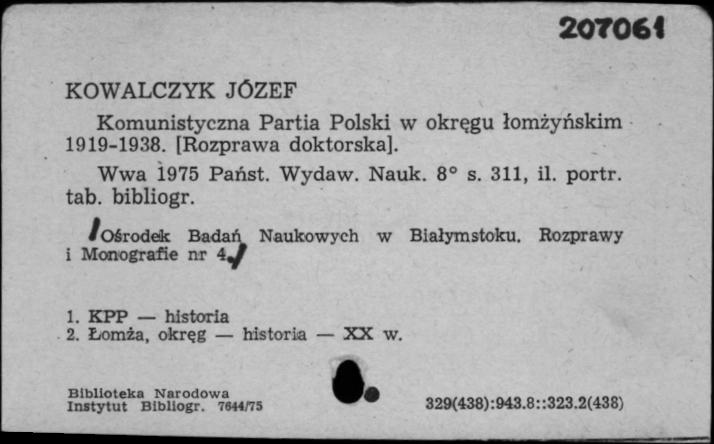 207061
KOWALCZYK JÓZEF
Komunistyczna Partia Polski w okręgu łomżyńskim
1919-1938. [Rozprawa doktorska].
Wwa 1975 Państ. Wydaw. Nauk. 8° s. 311, il. portr.
tab. bibliogr.
/Ośrodek Badań Naukowych w Białymstoku. Rozprawy
i Monografie nr 4./
1. KPP — historia
2. Łomża, okręg — historia — XX w.
Biblioteka Narodowa
Instytut Bibliogr. 7644/75
329(438):943.8::323.2(438)